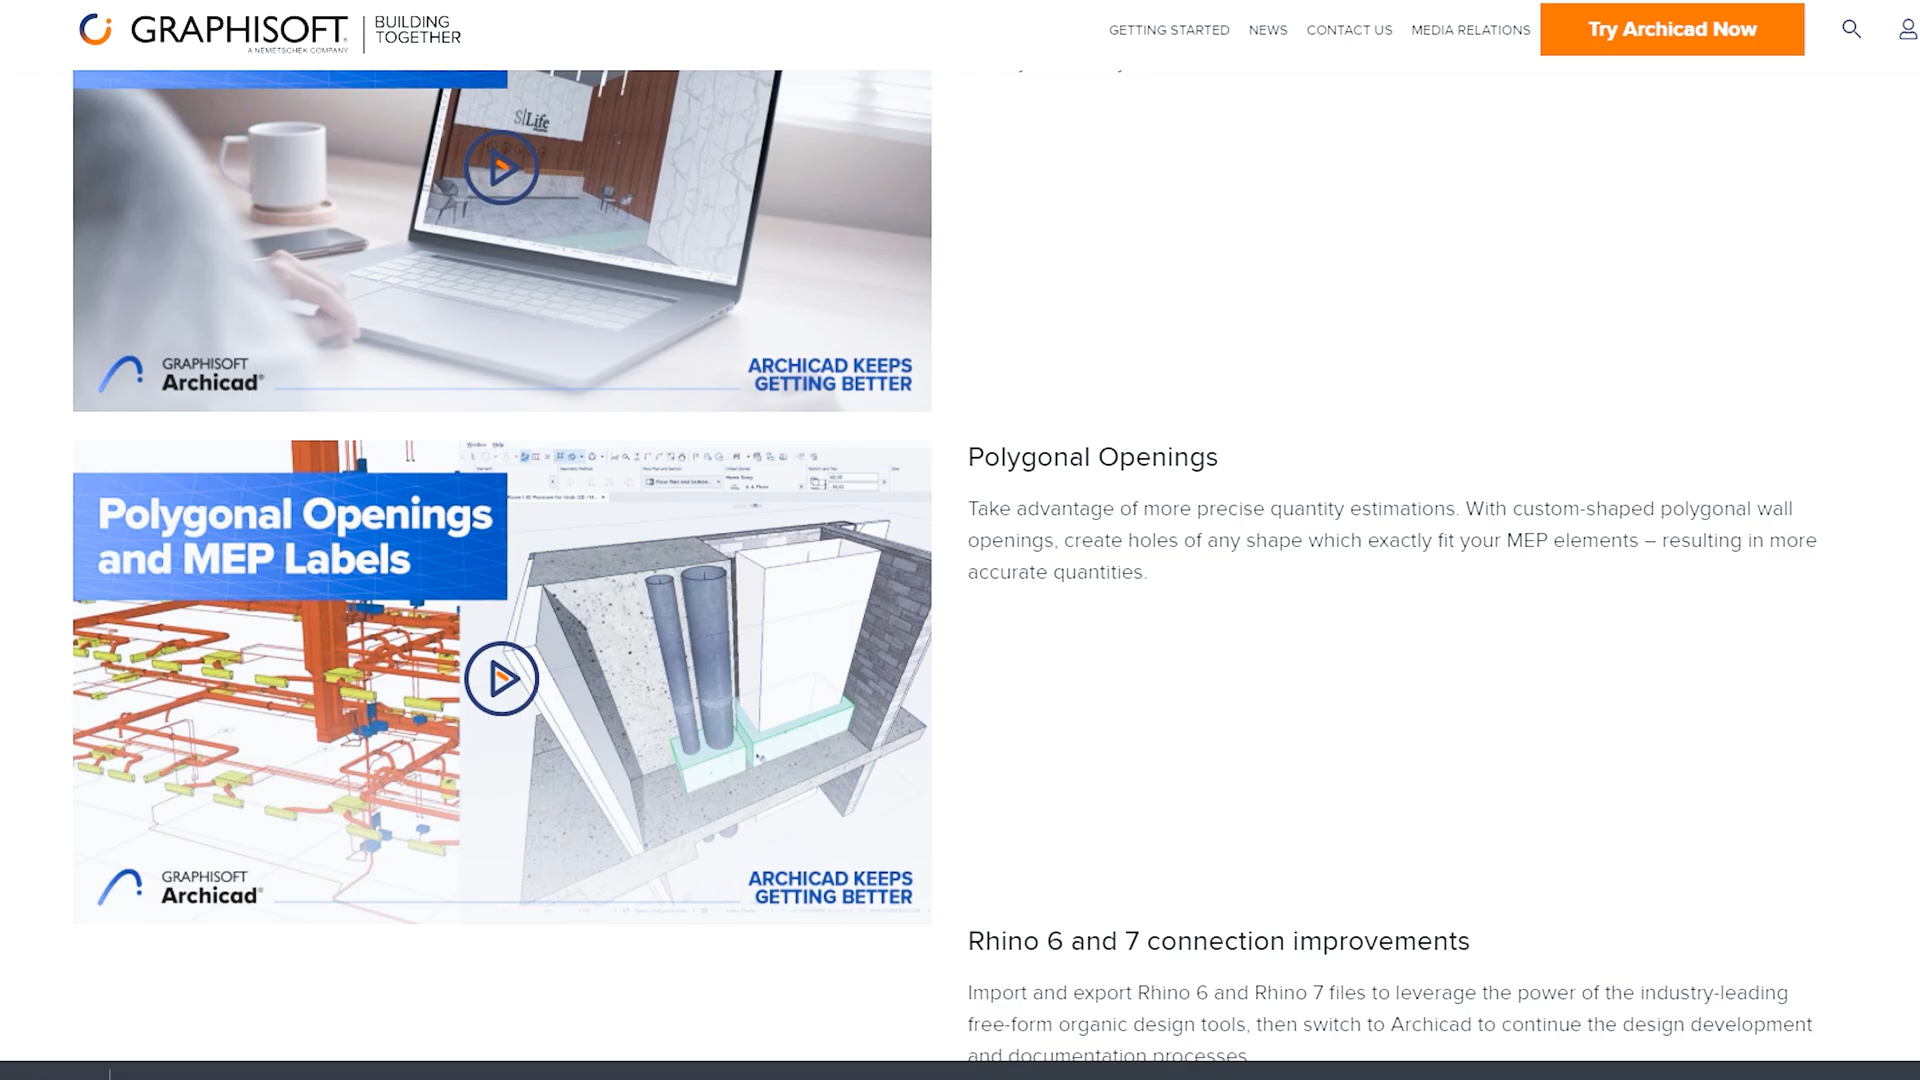 GRAPHISOFT
A NEMETSCHEK COMPANY
BUILDING
TOGETHER
GETTING STARTED
NEWS
CONTACT US
MEDIA RELATIONS
Try Archicad Now
S|Life
GRAPHISOFT
Archicad®
ARCHICAD KEEPS
GETTING BETTER
Polygonal Openings
and MEP Labels
Window Help
GRAPHISOFT
Archicad®
ARCHICAD KEEPS
GETTING BETTER
Polygonal Openings
Take advantage of more precise quantity estimations. With custom-shaped polygonal wall
openings, create holes of any shape which exactly fit your MEP elements – resulting in more
accurate quantities.
Rhino 6 and 7 connection improvements
Import and export Rhino 6 and Rhino 7 files to leverage the power of the industry-leading
free-form organic design tools, then switch to Archicad to continue the design development
and documentation processes.